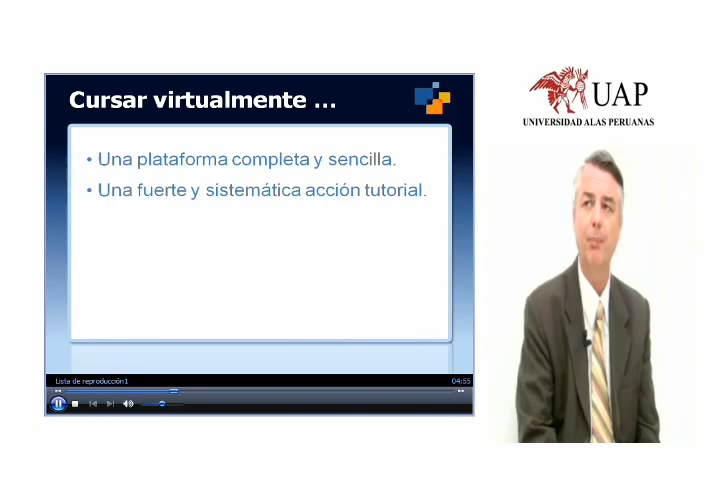 Cursar virtualmente ...
• Una plataforma completa y sencilla.
• Una fuerte y sistemática acción tutorial.
Lista de reproducción1
04:55
UAP
UNIVERSIDAD ALAS PERUANAS